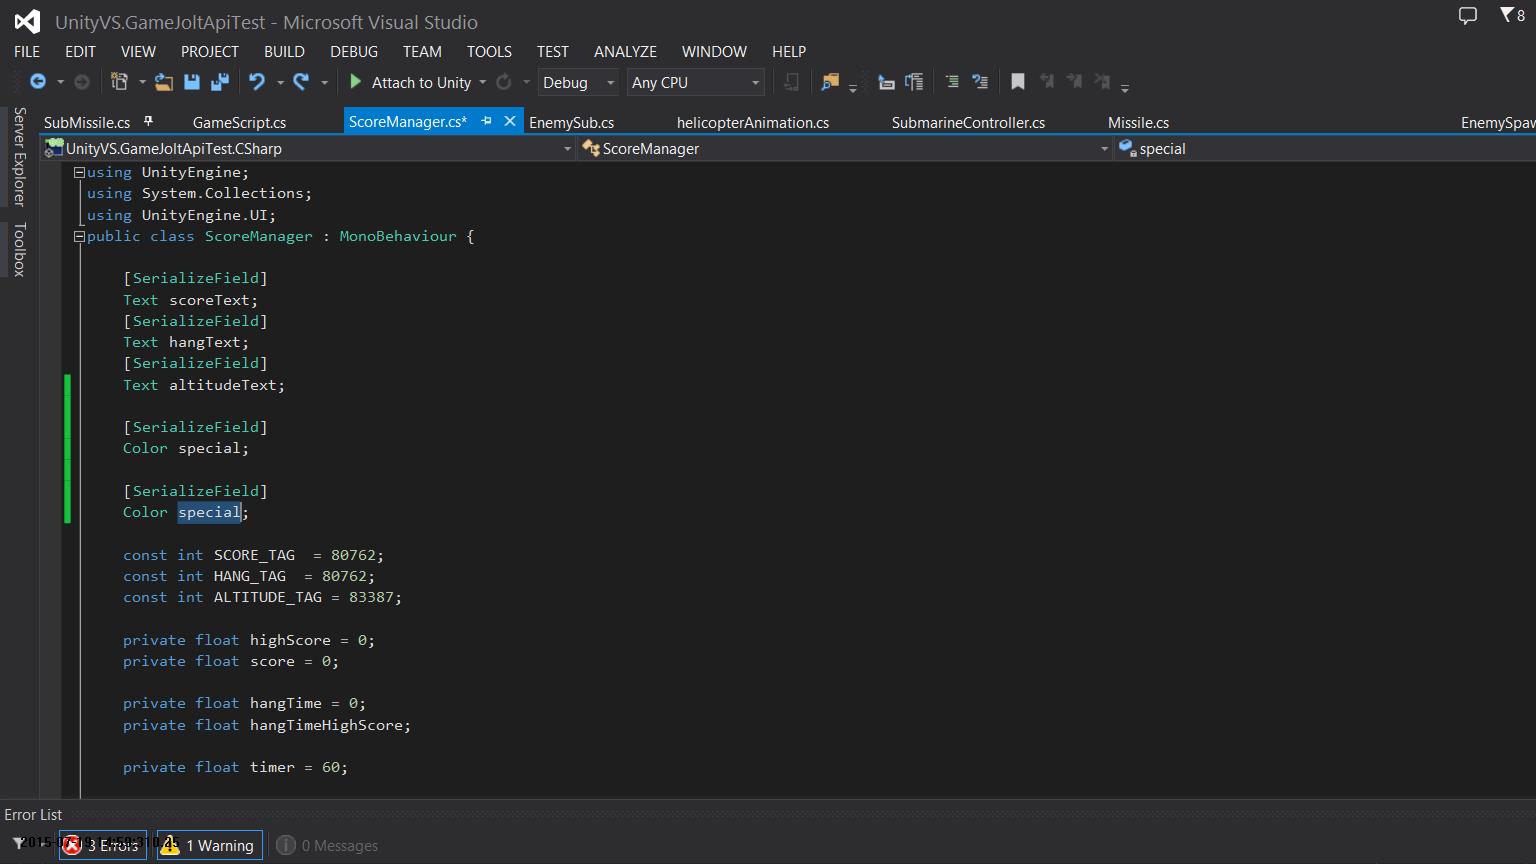 UnityVS.GameJoltApiTest - Microsoft Visual Studio
8
FILE EDIT VIEW PROJECT BUILD DEBUG TEAM TOOLS TEST ANALYZE WINDOW HELP
Attach to Unity Debug Any CPU
SubMissile.cs GameScript.cs ScoreManager.cs* EnemySub.cs helicopterAnimation.cs SubmarineController.cs Missile.cs EnemySpaw
UnityVS.GameJoltApiTest.CSharp ScoreManager special
Server Explorer
Toolbox
using UnityEngine;
using System.Collections;
using UnityEngine.UI;
public class ScoreManager : MonoBehaviour {
[SerializeField]
Text scoreText;
[SerializeField]
Text hangText;
[SerializeField]
Text altitudeText;
[SerializeField]
Color special;
[SerializeField]
Color special;
const int SCORE_TAG  = 80762;
const int HANG_TAG  = 80762;
const int ALTITUDE_TAG = 83387;
private float highScore = 0;
private float score = 0;
private float hangTime = 0;
private float hangTimeHighScore;
private float timer = 60;
Error List
3 Errors 1 Warning 0 Messages